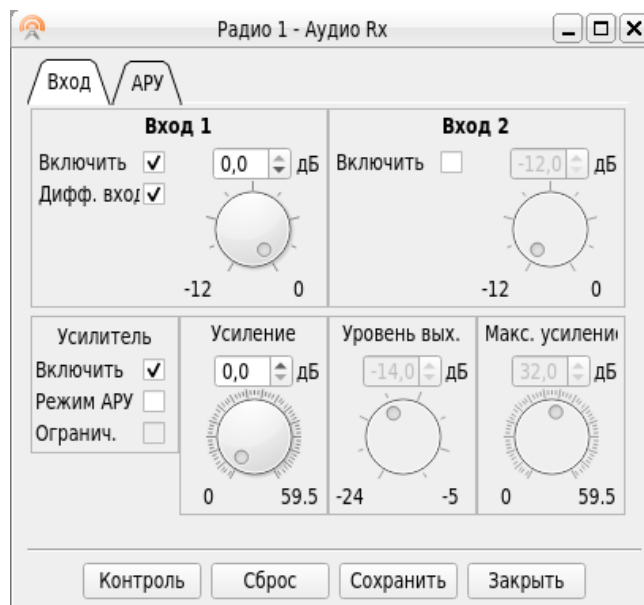 Радио 1 - Аудио Rx
Вход АРУ
Вход 1 Вход 2
Включить 0,0 дБ Включить -12,0 дБ
Дифф. вход
-12 0 -12 0
Усилитель Усиление Уровень вых. Макс. усиление
Включить 0,0 дБ -14,0 дБ 32,0 дБ
Режим АРУ
Огранич.
0 59.5 -24 -5 0 59.5
Контроль Сброс Сохранить Закрыть